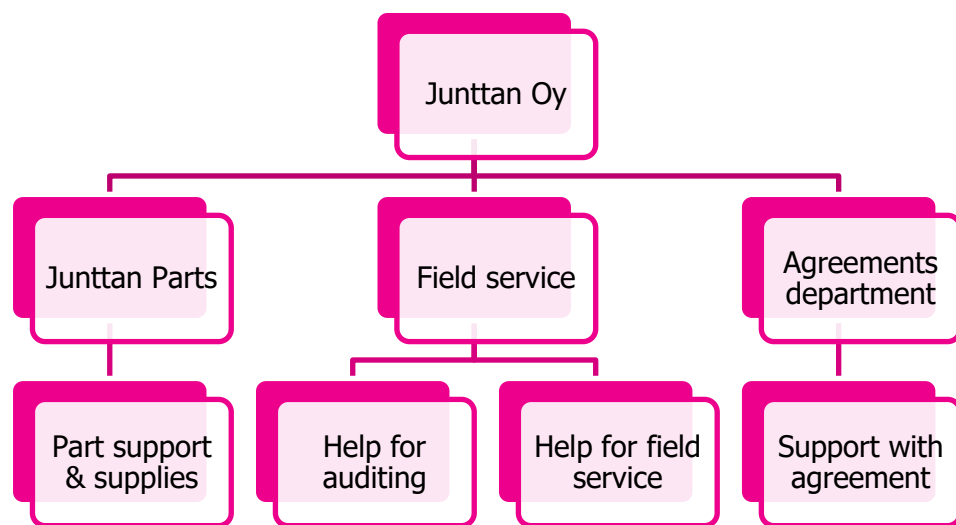 Junttan Oy
Junttan Parts
Field service
Agreements
department
Part support
& supplies
Help for
auditing
Help for field
service
Support with
agreement